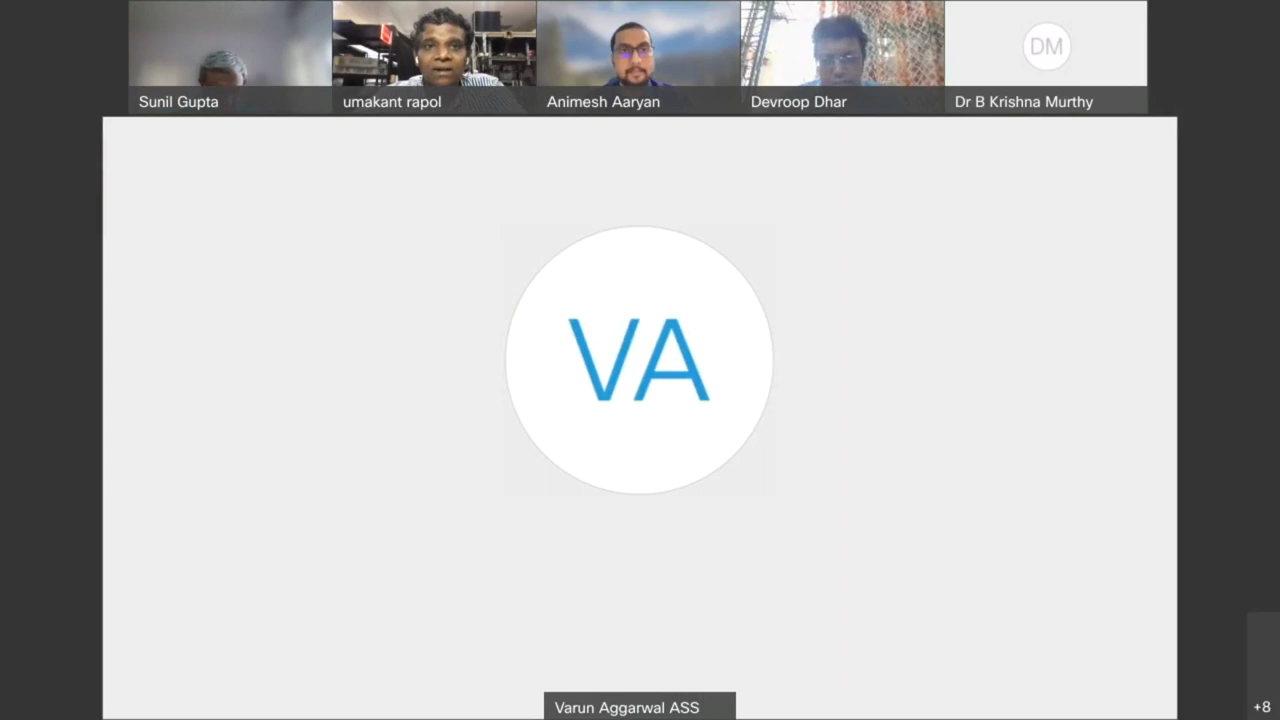 DM
Sunil Gupta
umakant rapol
Animesh Aaryan
Devroop Dhar
Dr B Krishna Murthy
VA
Varun Aggarwal ASS
+8